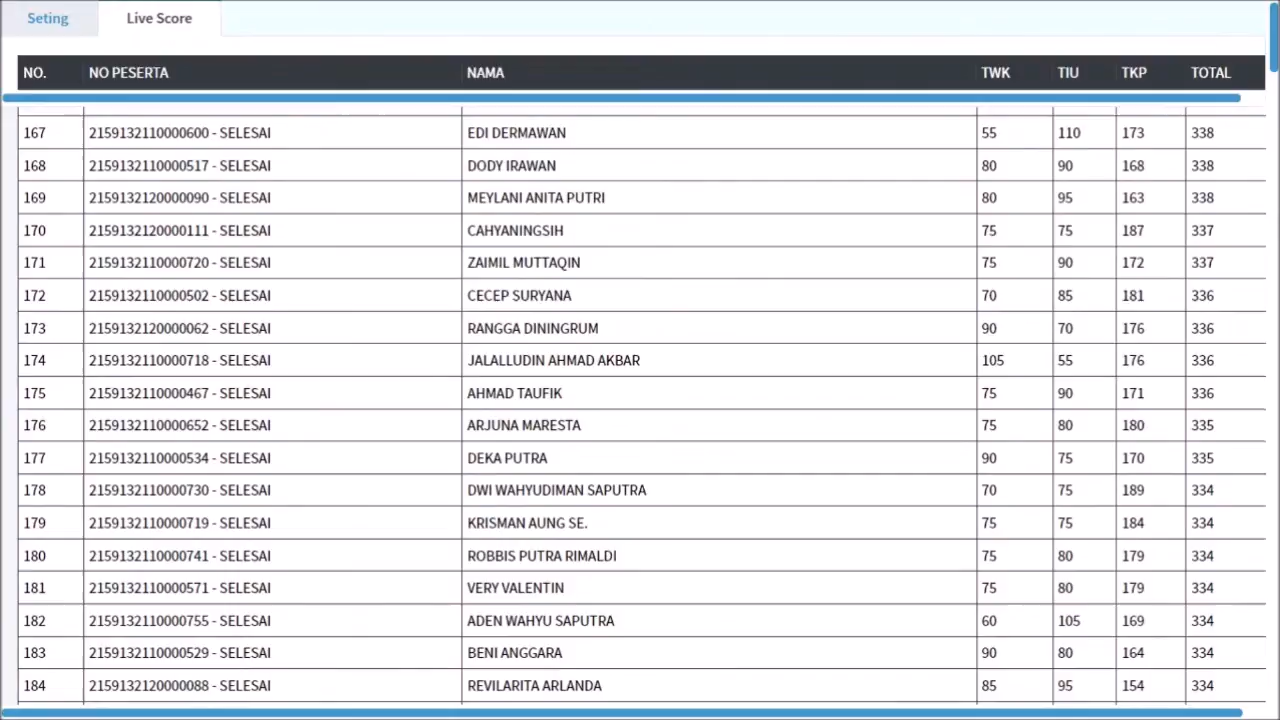 Seting Live Score
NO. NO PESERTA NAMA TWK TIU TKP TOTAL
167 2159132110000600 - SELESAI EDI DERMAWAN 55 110 173 338
168 2159132110000517 - SELESAI DODY IRAWAN 80 90 168 338
169 2159132120000090 - SELESAI MEYLANI ANITA PUTRI 80 95 163 338
170 2159132120000111 - SELESAI CAHYANINGSIH 75 75 187 337
171 2159132110000720 - SELESAI ZAIMIL MUTTAQIN 75 90 172 337
172 2159132110000502 - SELESAI CECEP SURYANA 70 85 181 336
173 2159132120000062 - SELESAI RANGGA DININGRUM 90 70 176 336
174 2159132110000718 - SELESAI JALALLUDIN AHMAD AKBAR 105 55 176 336
175 2159132110000467 - SELESAI AHMAD TAUFIK 75 90 171 336
176 2159132110000652 - SELESAI ARJUNA MARESTA 75 80 180 335
177 2159132110000534 - SELESAI DEKA PUTRA 90 75 170 335
178 2159132110000730 - SELESAI DWI WAHYUDIMAN SAPUTRA 70 75 189 334
179 2159132110000719 - SELESAI KRISMAN AUNG SE. 75 75 184 334
180 2159132110000741 - SELESAI ROBBIS PUTRA RIMALDI 75 80 179 334
181 2159132110000571 - SELESAI VERY VALENTIN 75 80 179 334
182 2159132110000755 - SELESAI ADEN WAHYU SAPUTRA 60 105 169 334
183 2159132110000529 - SELESAI BENI ANGGARA 90 80 164 334
184 2159132120000088 - SELESAI REVILARITA ARLANDA 85 95 154 334